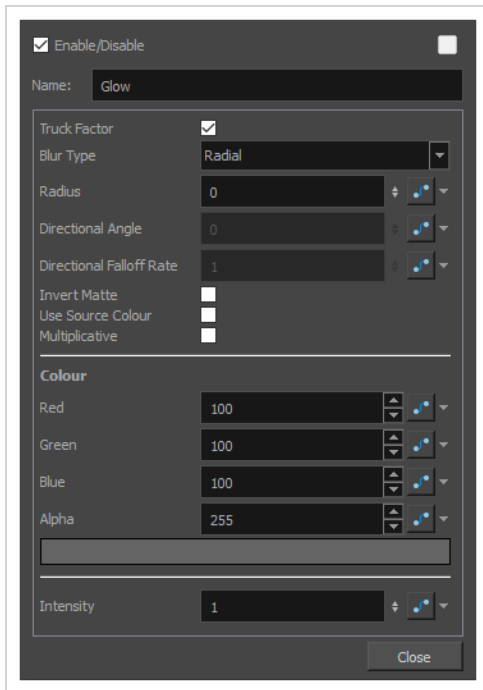 Enable/Disable
Name: Glow
Truck Factor
Blur Type Radial
Radius 0
Directional Angle 0
Directional Falloff Rate 1
Invert Matte
Use Source Colour
Multiplicative
Colour
Red 100
Green 100
Blue 100
Alpha 255
Intensity 1
Close